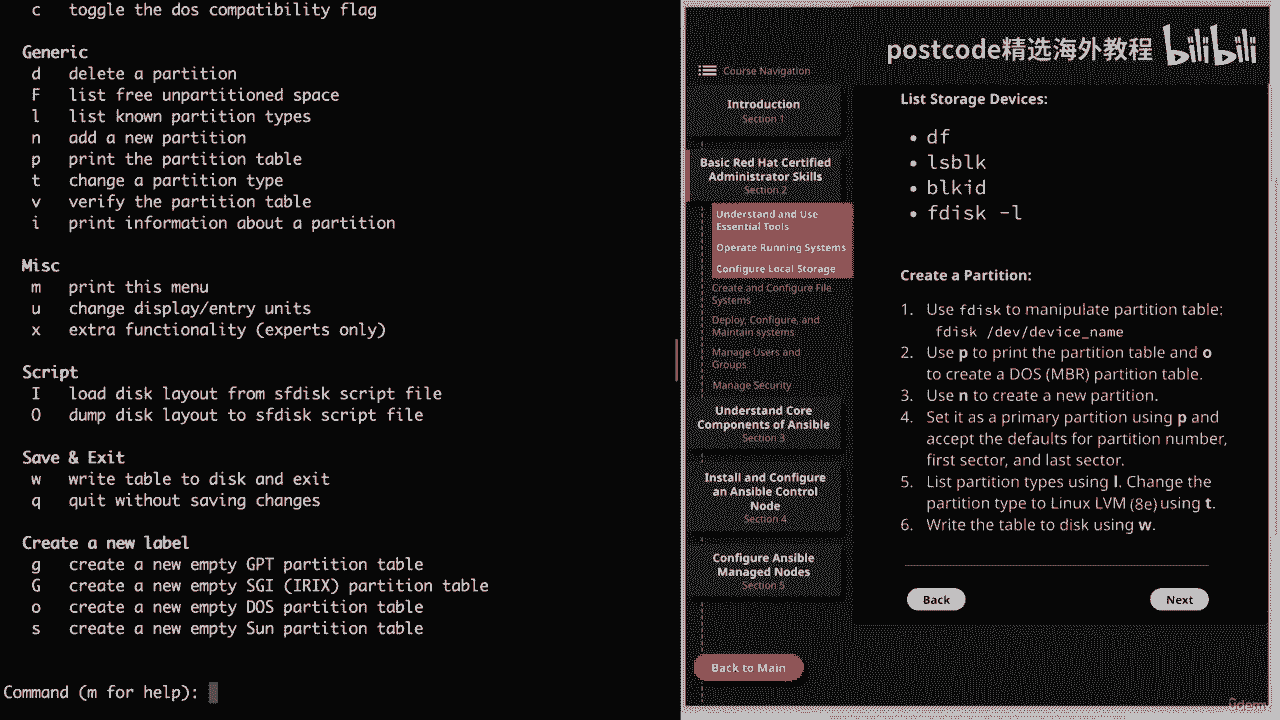 c toggle the dos compatibility flag
Generic
d delete a partition
F list free unpartitioned space
l list known partition types
n add a new partition
p print the partition table
t change a partition type
v verify the partition table
i print information about a partition
Misc
m print this menu
u change display/entry units
x extra functionality (experts only)
Script
I load disk layout from sfdisk script file
O dump disk layout to sfdisk script file
Save & Exit
w write table to disk and exit
q quit without saving changes
Create a new label
g create a new empty GPT partition table
G create a new empty SGI (IRIX) partition table
o create a new empty DOS partition table
s create a new empty Sun partition table
Command (m for help):
postcode精选海外教程 bilibili
Course Navigation
Introduction
Section 1
Basic Red Hat Certified
Administrator Skills
Section 2
Understand and Use
Essential Tools
Operate Running Systems
Configure Local Storage
Create and Configure File
Systems
Deploy, Configure, and
Maintain systems
Manage Users and
Groups
Manage Security
Understand Core
Components of Ansible
Section 3
Install and Configure
an Ansible Control
Node
Section 4
Configure Ansible
Managed Nodes
Section 5
Back to Main
List Storage Devices:
• df
• lsblk
• blkid
• fdisk -l
Create a Partition:
1. Use fdisk to manipulate partition table:
fdisk /dev/device_name
2. Use p to print the partition table and o
to create a DOS (MBR) partition table.
3. Use n to create a new partition.
4. Set it as a primary partition using p and
accept the defaults for partition number,
first sector, and last sector.
5. List partition types using l. Change the
partition type to Linux LVM (8e) using t.
6. Write the table to disk using w.
Back
Next
Udemy